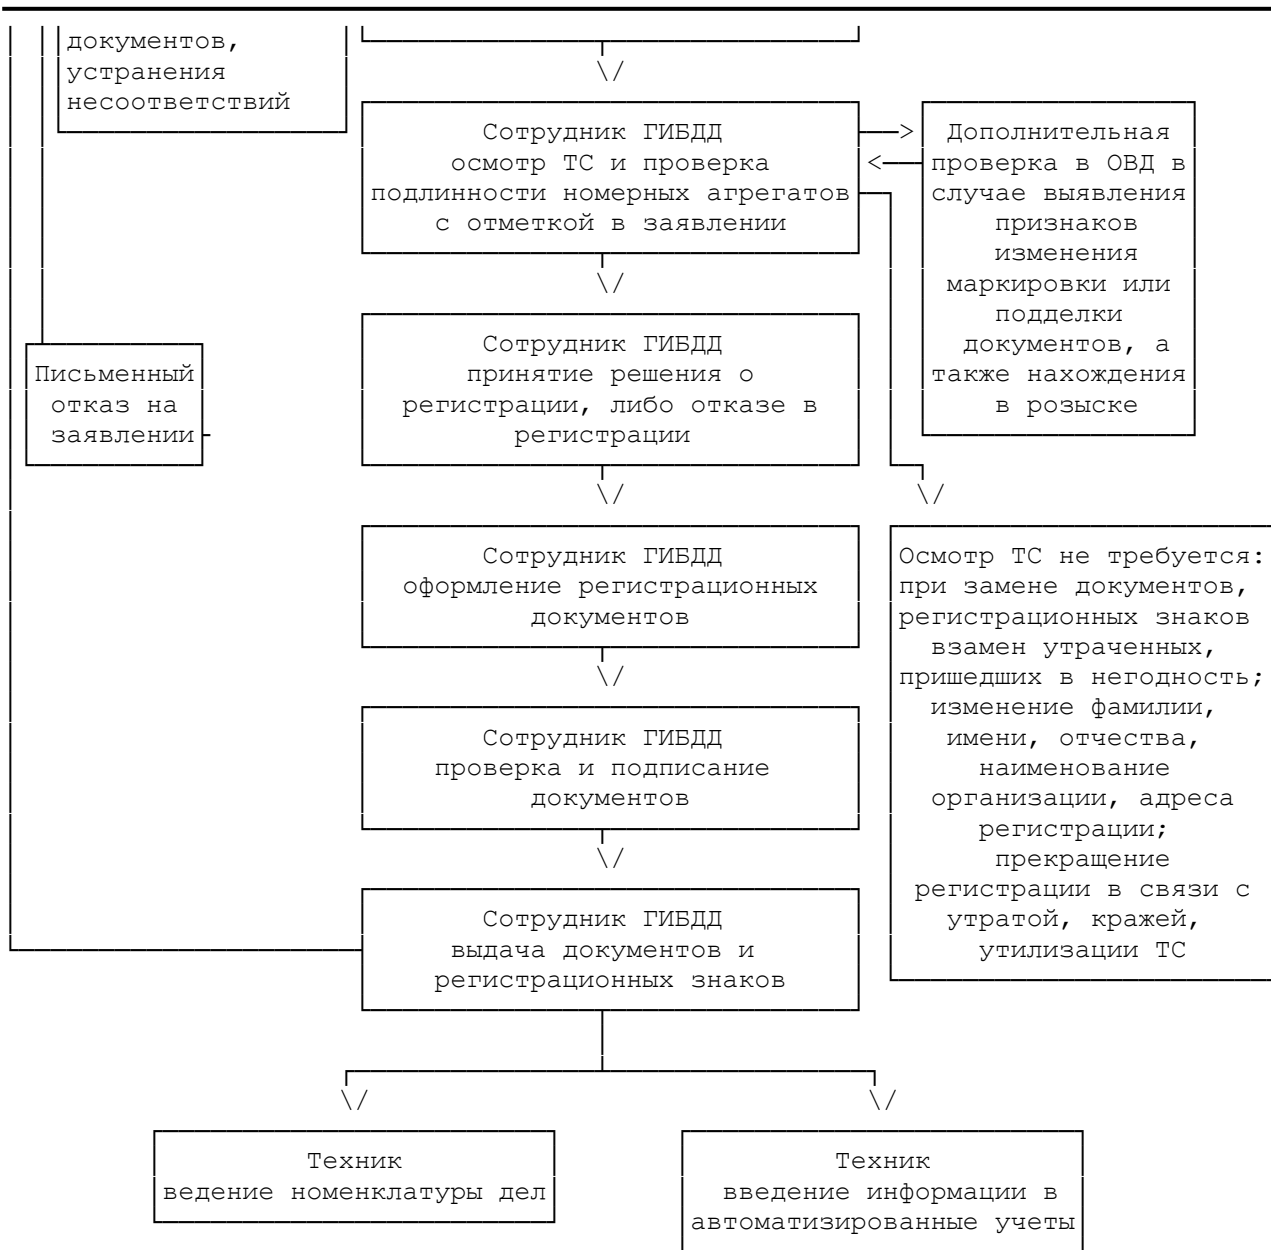 документов,
устранения
несоответствий
Сотрудник ГИБДД
осмотр ТС и проверка
подлинности номерных агрегатов
с отметкой в заявлении
Дополнительная
проверка в ОВД в
случае выявления
признаков
изменения
маркировки или
подделки
документов, а
также нахождения
в розыске
Письменный
отказ на
заявлении
Сотрудник ГИБДД
принятие решения о
регистрации, либо отказе в
регистрации
Сотрудник ГИБДД
оформление регистрационных
документов
Осмотр ТС не требуется:
при замене документов,
регистрационных знаков
взамен утраченных,
пришедших в негодность;
изменение фамилии,
имени, отчества,
наименование
организации, адреса
регистрации;
прекращение
регистрации в связи с
утратой, кражей,
утилизации ТС
Сотрудник ГИБДД
проверка и подписание
документов
Сотрудник ГИБДД
выдача документов и
регистрационных знаков
Техник
ведение номенклатуры дел
Техник
введение информации в
автоматизированные учеты